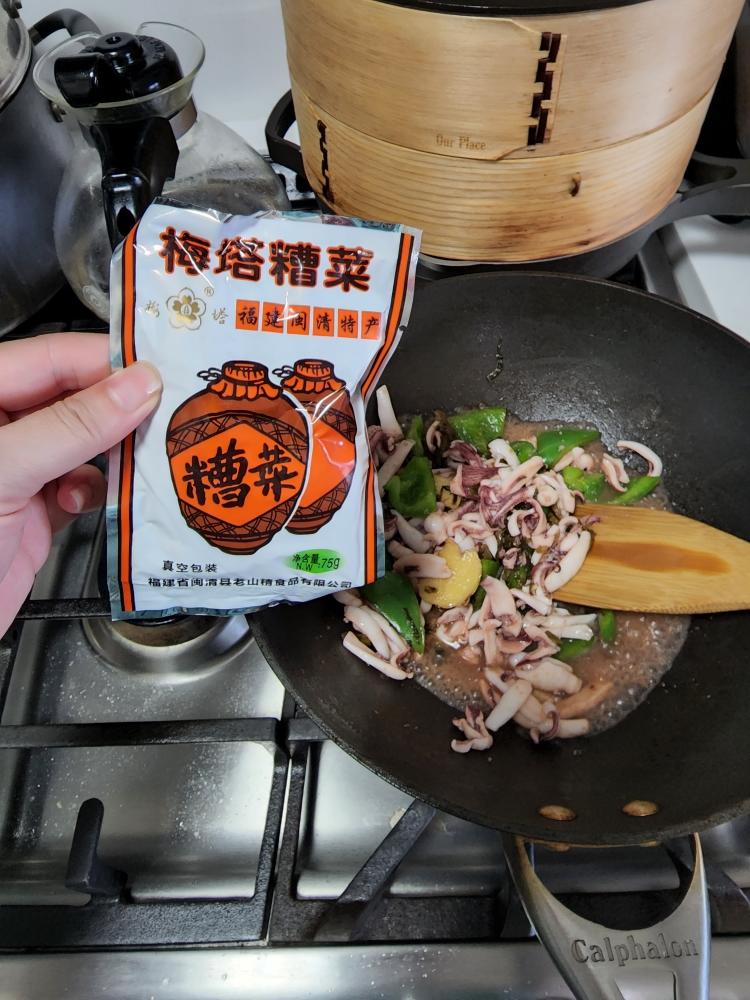 Our Place
梅塔糟菜
®
梅 塔
福建闽清特产
糟菜
真空包装
净含量:75g
N.W
福建省闽清县老山精食品有限公司
Calphalon